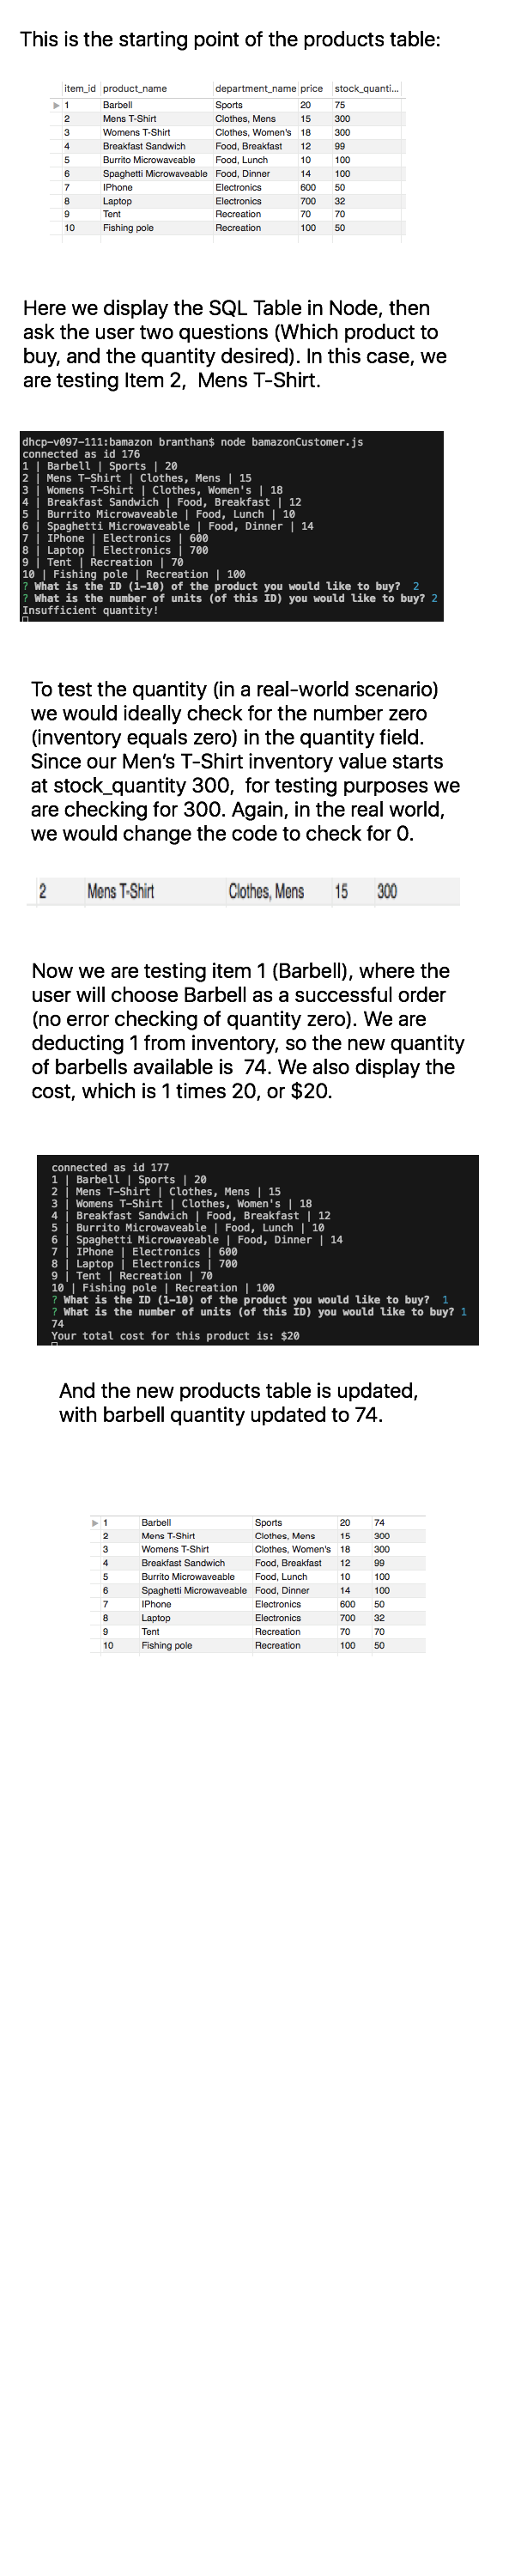 This is the starting point of the products table:
item_id product_name department_name price stock_quanti...
1 Barbell Sports 20 75
2 Mens T-Shirt Clothes, Mens 15 300
3 Womens T-Shirt Clothes, Women's 18 300
4 Breakfast Sandwich Food, Breakfast 12 99
5 Burrito Microwaveable Food, Lunch 10 100
6 Spaghetti Microwaveable Food, Dinner 14 100
7 IPhone Electronics 600 50
8 Laptop Electronics 700 32
9 Tent Recreation 70 70
10 Fishing pole Recreation 100 50
Here we display the SQL Table in Node, then
ask the user two questions (Which product to
buy, and the quantity desired). In this case, we
are testing Item 2,  Mens T-Shirt.
dhcp-v097-111:bamazon branthan$ node bamazonCustomer.js
connected as id 176
1 | Barbell | Sports | 20
2 | Mens T-Shirt | Clothes, Mens | 15
3 | Womens T-Shirt | Clothes, Women's | 18
4 | Breakfast Sandwich | Food, Breakfast | 12
5 | Burrito Microwaveable | Food, Lunch | 10
6 | Spaghetti Microwaveable | Food, Dinner | 14
7 | IPhone | Electronics | 600
8 | Laptop | Electronics | 700
9 | Tent | Recreation | 70
10 | Fishing pole | Recreation | 100
? What is the ID (1-10) of the product you would like to buy?  2
? What is the number of units (of this ID) you would like to buy? 2
Insufficient quantity!
To test the quantity (in a real-world scenario)
we would ideally check for the number zero
(inventory equals zero) in the quantity field.
Since our Men's T-Shirt inventory value starts
at stock_quantity 300,  for testing purposes we
are checking for 300. Again, in the real world,
we would change the code to check for 0.
2 Mens T-Shirt Clothes, Mens 15 300
Now we are testing item 1 (Barbell), where the
user will choose Barbell as a successful order
(no error checking of quantity zero). We are
deducting 1 from inventory, so the new quantity
of barbells available is  74. We also display the
cost, which is 1 times 20, or $20.
connected as id 177
1 | Barbell | Sports | 20
2 | Mens T-Shirt | Clothes, Mens | 15
3 | Womens T-Shirt | Clothes, Women's | 18
4 | Breakfast Sandwich | Food, Breakfast | 12
5 | Burrito Microwaveable | Food, Lunch | 10
6 | Spaghetti Microwaveable | Food, Dinner | 14
7 | IPhone | Electronics | 600
8 | Laptop | Electronics | 700
9 | Tent | Recreation | 70
10 | Fishing pole | Recreation | 100
? What is the ID (1-10) of the product you would like to buy?  1
? What is the number of units (of this ID) you would like to buy? 1
74
Your total cost for this product is: $20
And the new products table is updated,
with barbell quantity updated to 74.
1 Barbell Sports 20 74
2 Mens T-Shirt Clothes, Mens 15 300
3 Womens T-Shirt Clothes, Women's 18 300
4 Breakfast Sandwich Food, Breakfast 12 99
5 Burrito Microwaveable Food, Lunch 10 100
6 Spaghetti Microwaveable Food, Dinner 14 100
7 IPhone Electronics 600 50
8 Laptop Electronics 700 32
9 Tent Recreation 70 70
10 Fishing pole Recreation 100 50